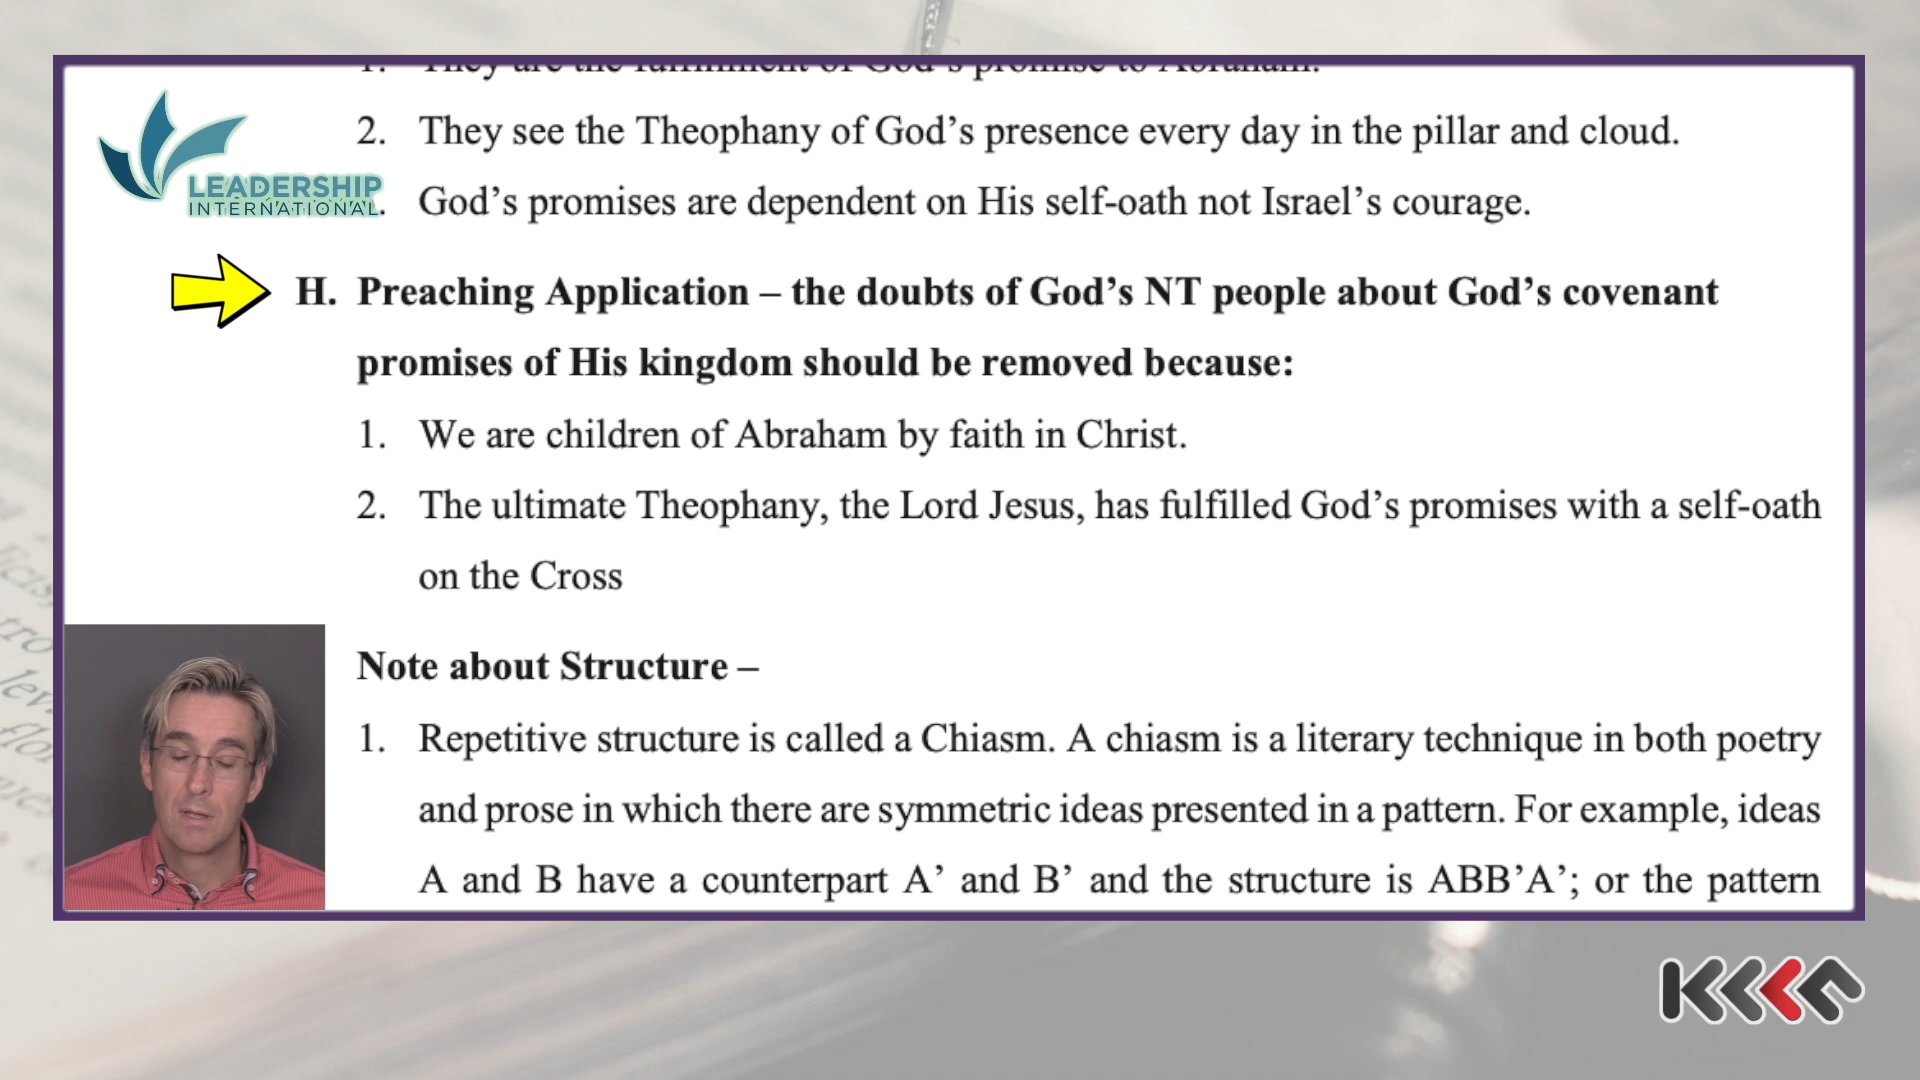 1. They are the fulfillment of God’s promise to Abraham.
2. They see the Theophany of God’s presence every day in the pillar and cloud.
LEADERSHIP
INTERNATIONAL
. God’s promises are dependent on His self-oath not Israel’s courage.
H. Preaching Application – the doubts of God’s NT people about God’s covenant
promises of His kingdom should be removed because:
1. We are children of Abraham by faith in Christ.
2. The ultimate Theophany, the Lord Jesus, has fulfilled God’s promises with a self-oath
on the Cross
Note about Structure –
1. Repetitive structure is called a Chiasm. A chiasm is a literary technique in both poetry
and prose in which there are symmetric ideas presented in a pattern. For example, ideas
A and B have a counterpart A’ and B’ and the structure is ABB’A’; or the pattern